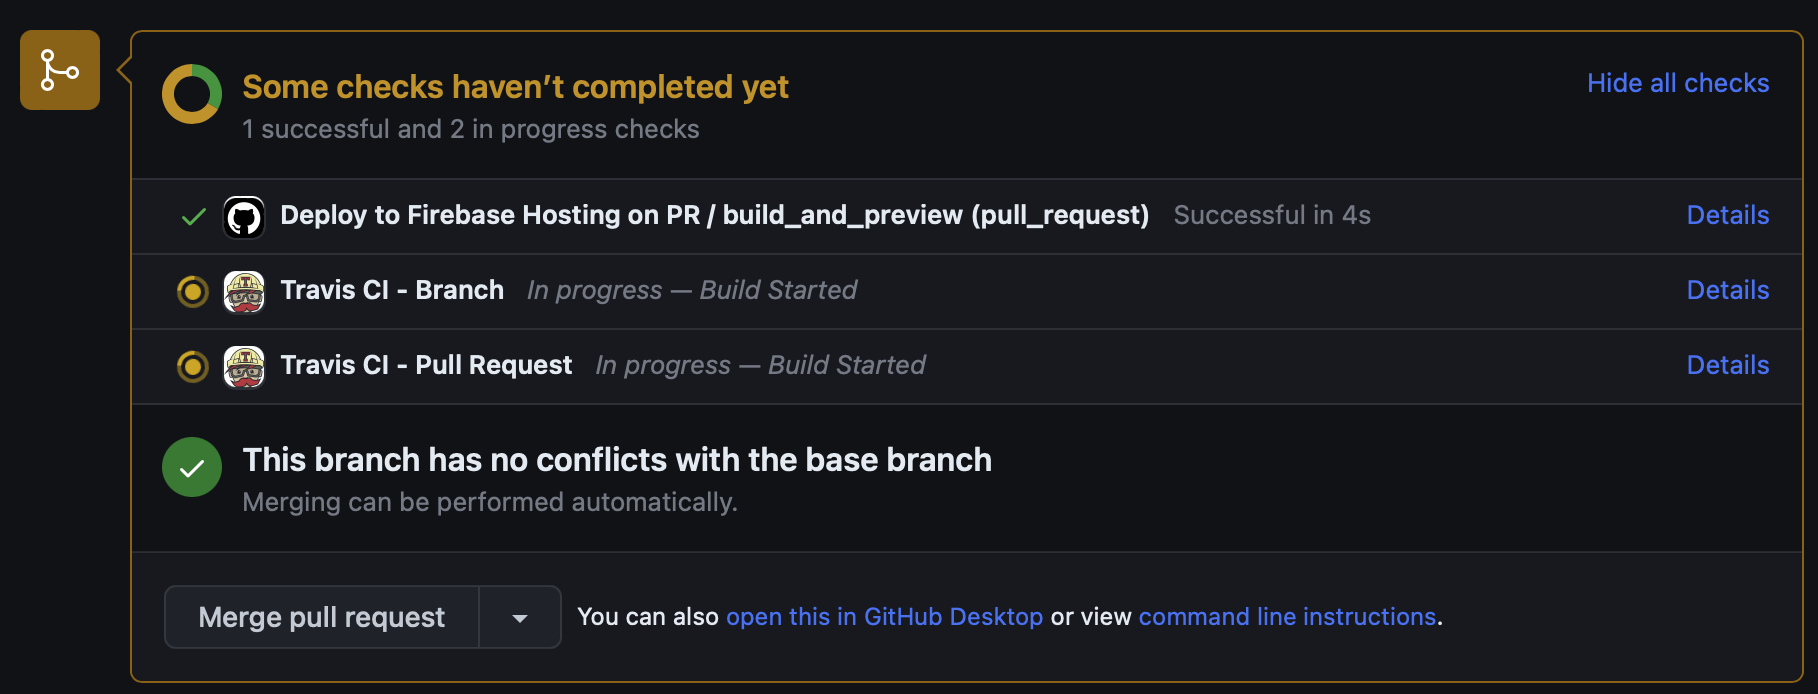 Some checks haven’t completed yet
Hide all checks
1 successful and 2 in progress checks
Deploy to Firebase Hosting on PR / build_and_preview (pull_request) Successful in 4s Details
Travis CI - Branch In progress — Build Started Details
Travis CI - Pull Request In progress — Build Started Details
This branch has no conflicts with the base branch
Merging can be performed automatically.
Merge pull request You can also open this in GitHub Desktop or view command line instructions.